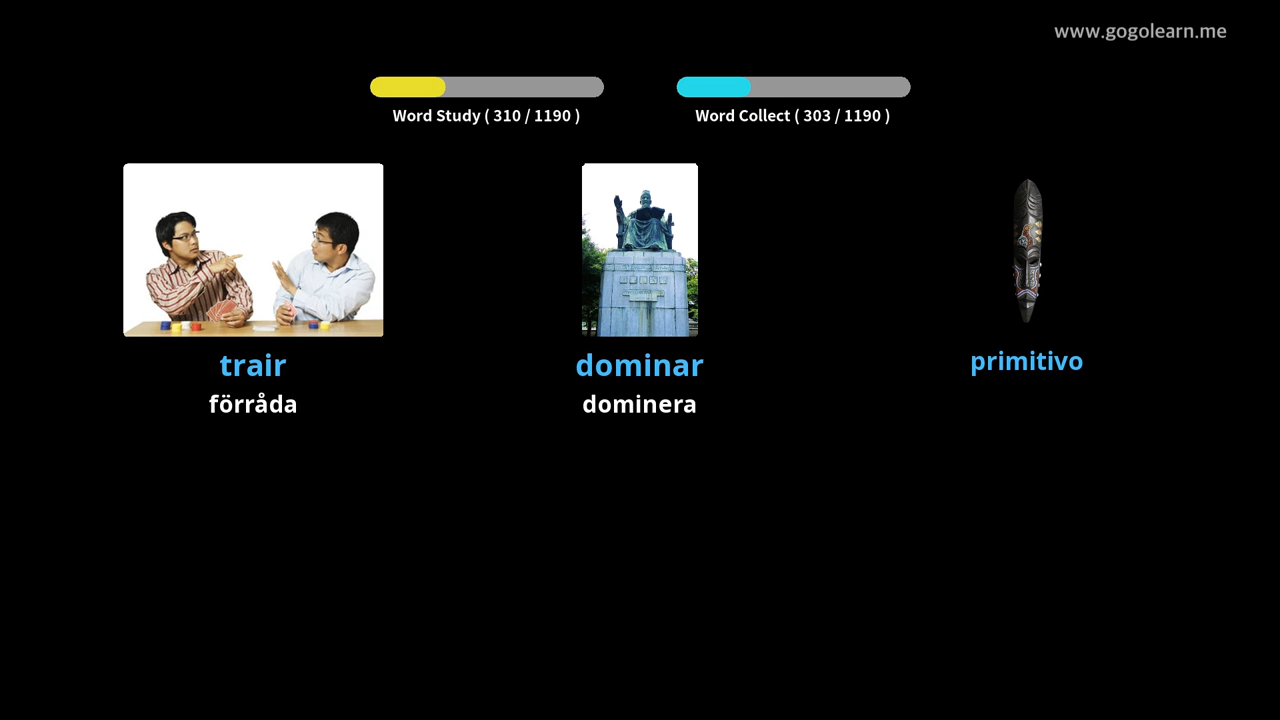 www.gogolearn.me
Word Study ( 310 / 1190 )
Word Collect ( 303 / 1190 )
trair
dominar
primitivo
förråda
dominera